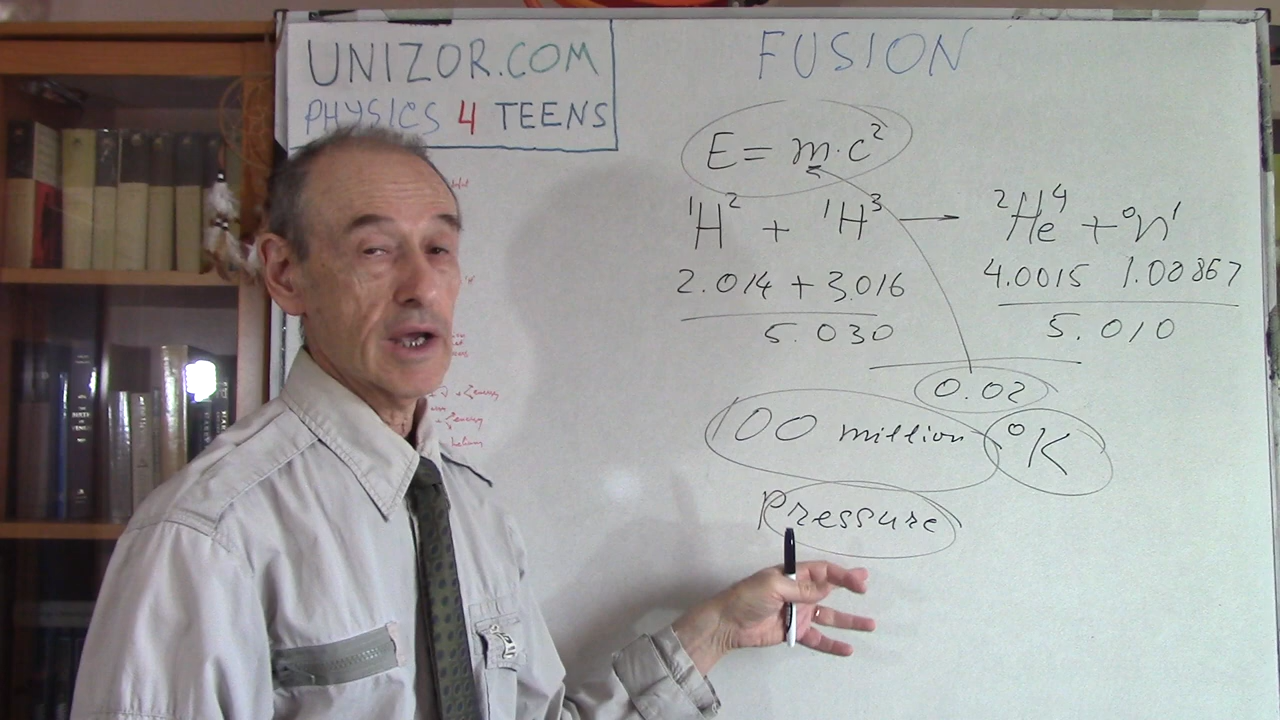 UNIZOR.COM
PHYSICS 4 TEENS
FUSION
E = m·c²
¹H² + ¹H³ → ²He⁴ + ⁰n¹
2.014 + 3.016 4.0015 1.00867
5.030 5.010
0.02
100 million °K
Pressure